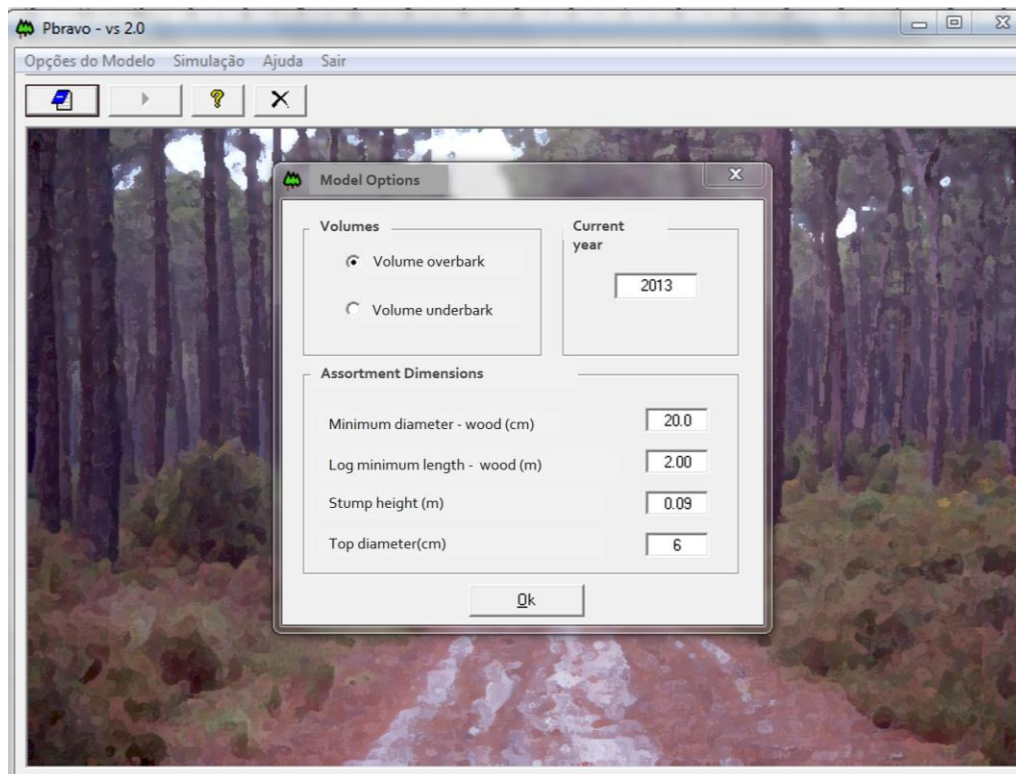 Pbravo - vs 2.0
Opções do Modelo Simulação Ajuda Sair
Model Options
Volumes
Volume overbark
Volume underbark
Current
year
2013
Assortment Dimensions
Minimum diameter - wood (cm) 20.0
Log minimum length - wood (m) 2.00
Stump height (m) 0.09
Top diameter(cm) 6
Ok